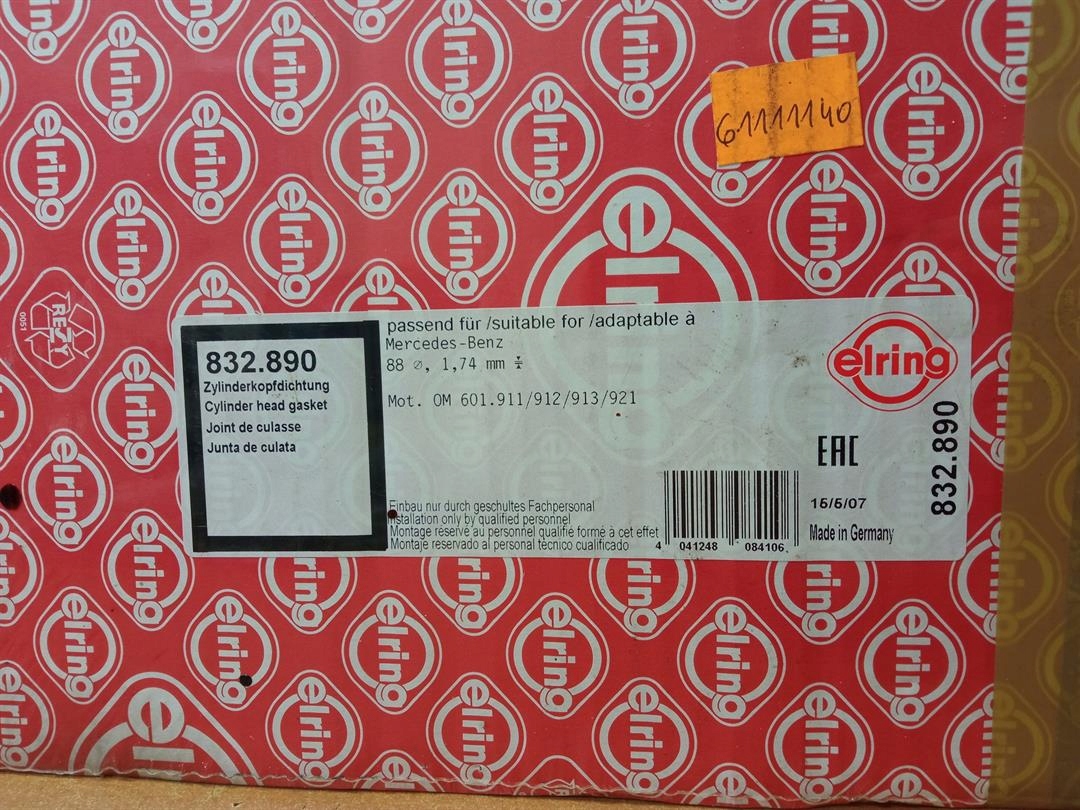 61111140
REZY
0051
832.890
Zylinderkopfdichtung
Cylinder head gasket
Joint de culasse
Junta de culata
passend für /suitable for /adaptable à
Mercedes-Benz
88 ⌀, 1,74 mm
Mot. OM 601.911/912/913/921
Einbau nur durch geschultes Fachpersonal
Installation only by qualified personnel
Montage réservé au personnel qualifié formé à cet effet
Montaje reservado al personal técnico cualificado
4 041248 084106
elring
EAC
15/5/07
Made in Germany
832.890
elring